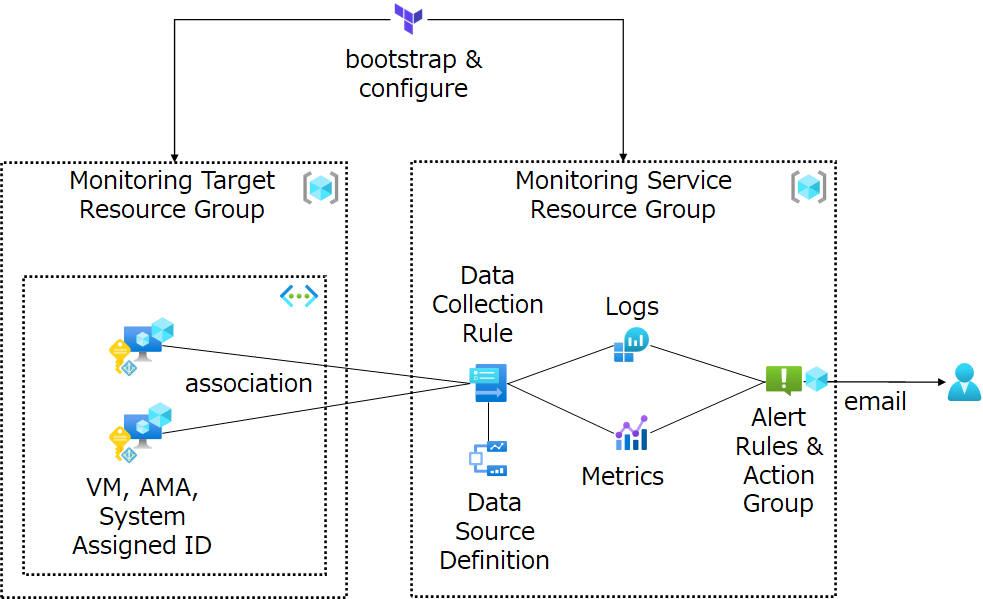 bootstrap &
configure
Monitoring Target
Resource Group
association
VM, AMA,
System
Assigned ID
Monitoring Service
Resource Group
Data
Collection
Rule
Data
Source
Definition
Logs
Metrics
Alert
Rules &
Action
Group
email